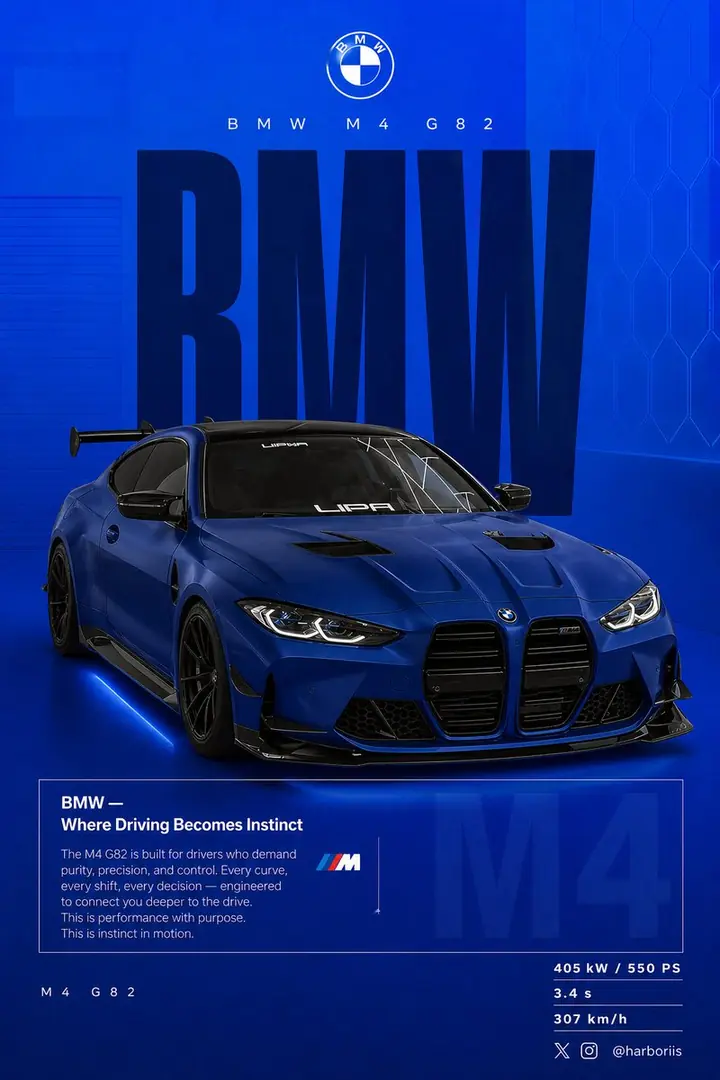 BMW
BMW M4 G82
BMW
LIPA
BMW —
Where Driving Becomes Instinct
The M4 G82 is built for drivers who demand
purity, precision, and control. Every curve,
every shift, every decision — engineered
to connect you deeper to the drive.
This is performance with purpose.
This is instinct in motion.
M
M4
405 kW / 550 PS
3.4 s
307 km/h
M4 G82
@harboriis